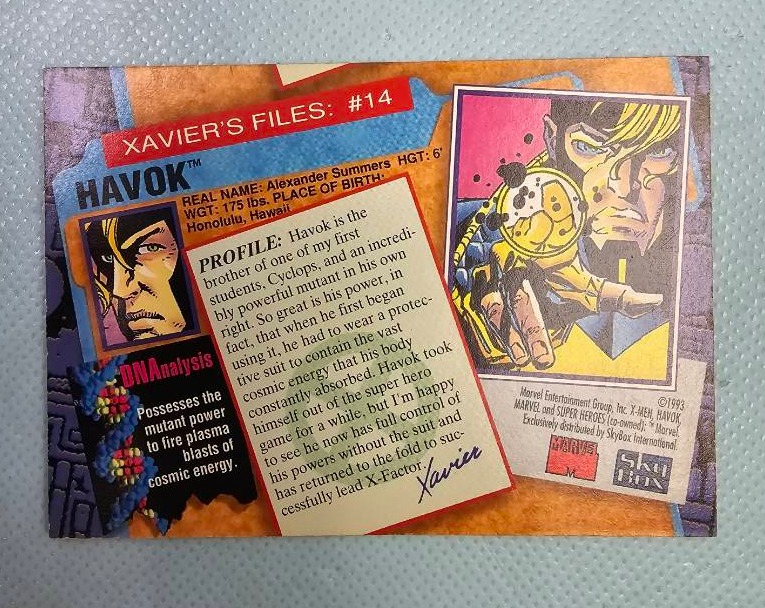 XAVIER'S FILES: #14
HAVOK™
REAL NAME: Alexander Summers HGT: 6'
WGT: 175 lbs. PLACE OF BIRTH:
Honolulu, Hawaii
PROFILE: Havok is the
brother of one of my first
students, Cyclops, and an incredi-
bly powerful mutant in his own
right. So great is his power, in
fact, that when he first began
using it, he had to wear a protec-
tive suit to contain the vast
cosmic energy that his body
constantly absorbed. Havok took
himself out of the super hero
game for a while, but I'm happy
to see he now has full control of
his powers without the suit and
has returned to the fold to suc-
cessfully lead X-Factor.
Xavier
DNAnalysis
Possesses the
mutant power
to fire plasma
blasts of
cosmic energy.
©1993
Marvel Entertainment Group, Inc. X-MEN, HAVOK,
MARVEL and SUPER HEROES (co-owned): ™ Marvel.
Exclusively distributed by SkyBox International.
MARVEL
SkyBox